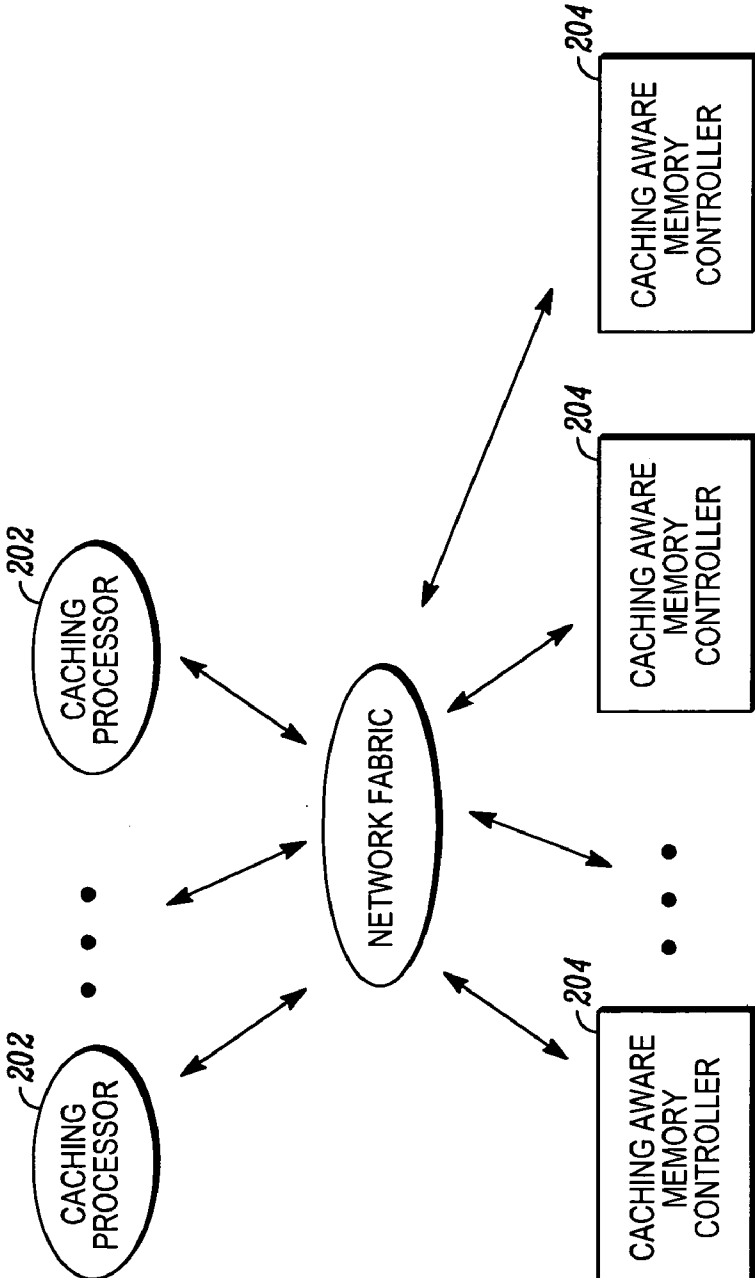 202
CACHING
PROCESSOR
202
CACHING
PROCESSOR
NETWORK FABRIC
204
CACHING AWARE
MEMORY
CONTROLLER
204
CACHING AWARE
MEMORY
CONTROLLER
204
CACHING AWARE
MEMORY
CONTROLLER